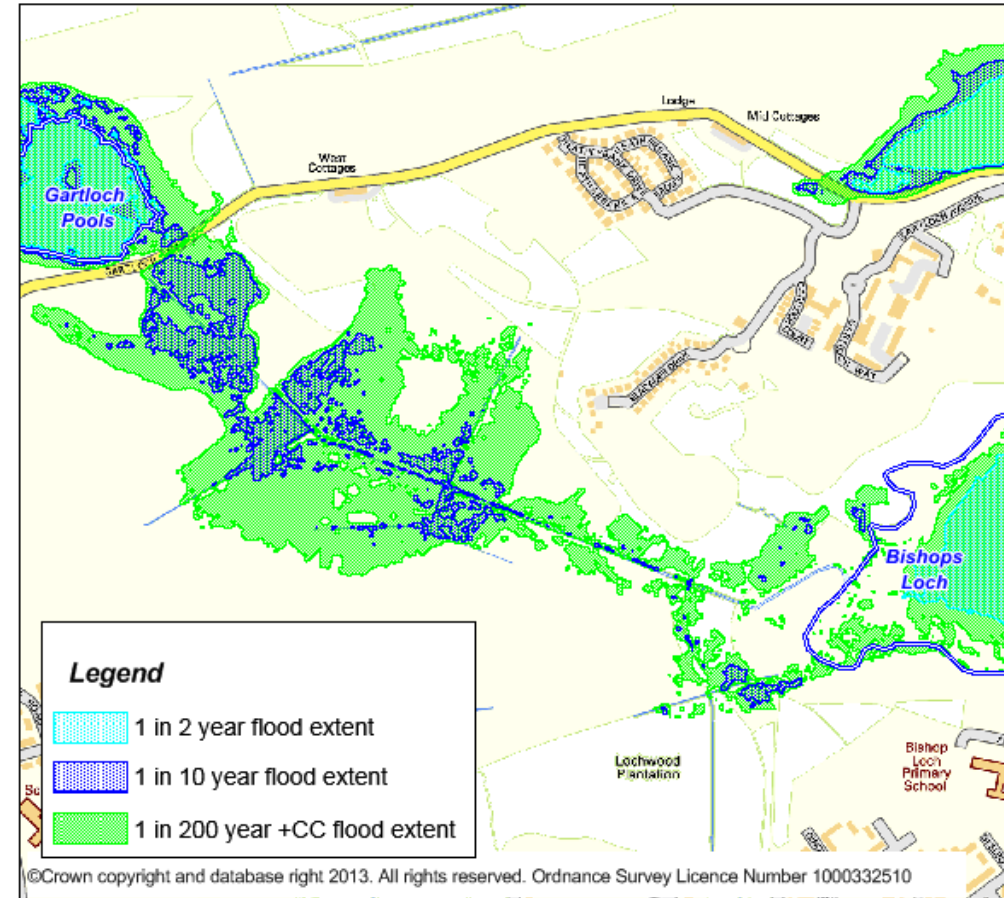 Lodge
Mid Cottages
West
Cottages
Gartloch
Pools
Bishops
Loch
Legend
1 in 2 year flood extent
1 in 10 year flood extent
1 in 200 year +CC flood extent
Lochwood
Plantation
Bishop
Loch
Primary
School
©Crown copyright and database right 2013. All rights reserved. Ordnance Survey Licence Number 1000332510